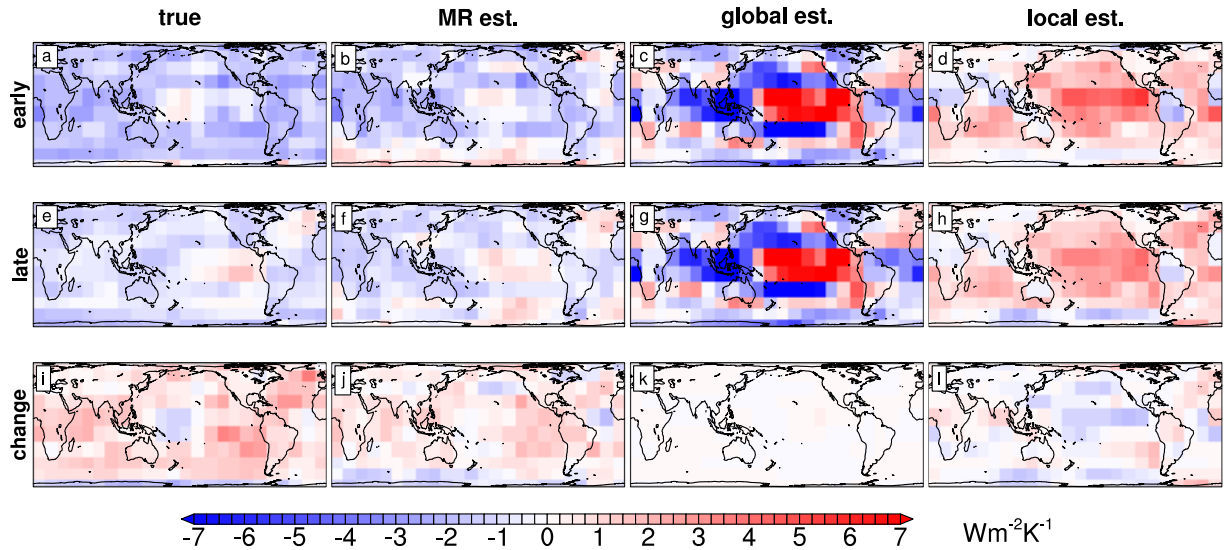 true MR est. global est. local est.
early
a b c d
late
e f g h
change
i j k l
-7 -6 -5 -4 -3 -2 -1 0 1 2 3 4 5 6 7 Wm⁻²K⁻¹